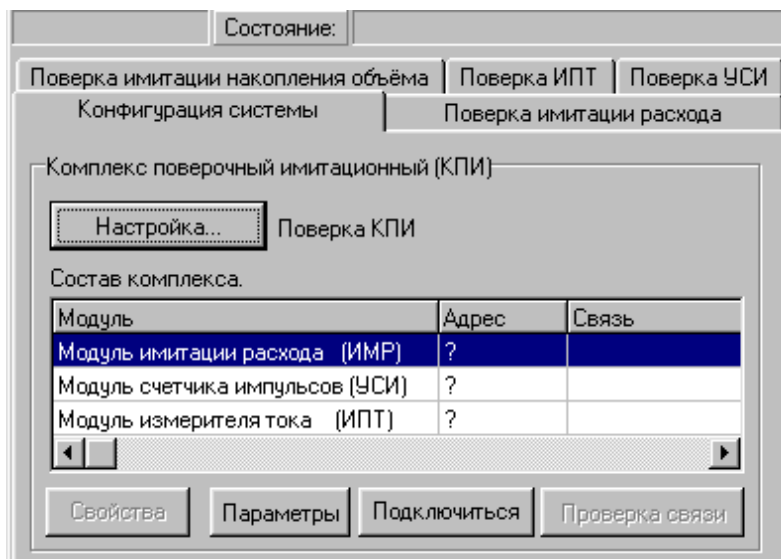 Состояние:
Поверка имитации накопления объёма Поверка ИПТ Поверка УСИ
Конфигурация системы Поверка имитации расхода
Комплекс поверочный имитационный (КПИ)
Настройка... Поверка КПИ
Состав комплекса.
Модуль Адрес Связь
Модуль имитации расхода (ИМР) ?
Модуль счетчика импульсов (УСИ) ?
Модуль измерителя тока (ИПТ) ?
Свойства Параметры Подключиться Проверка связи